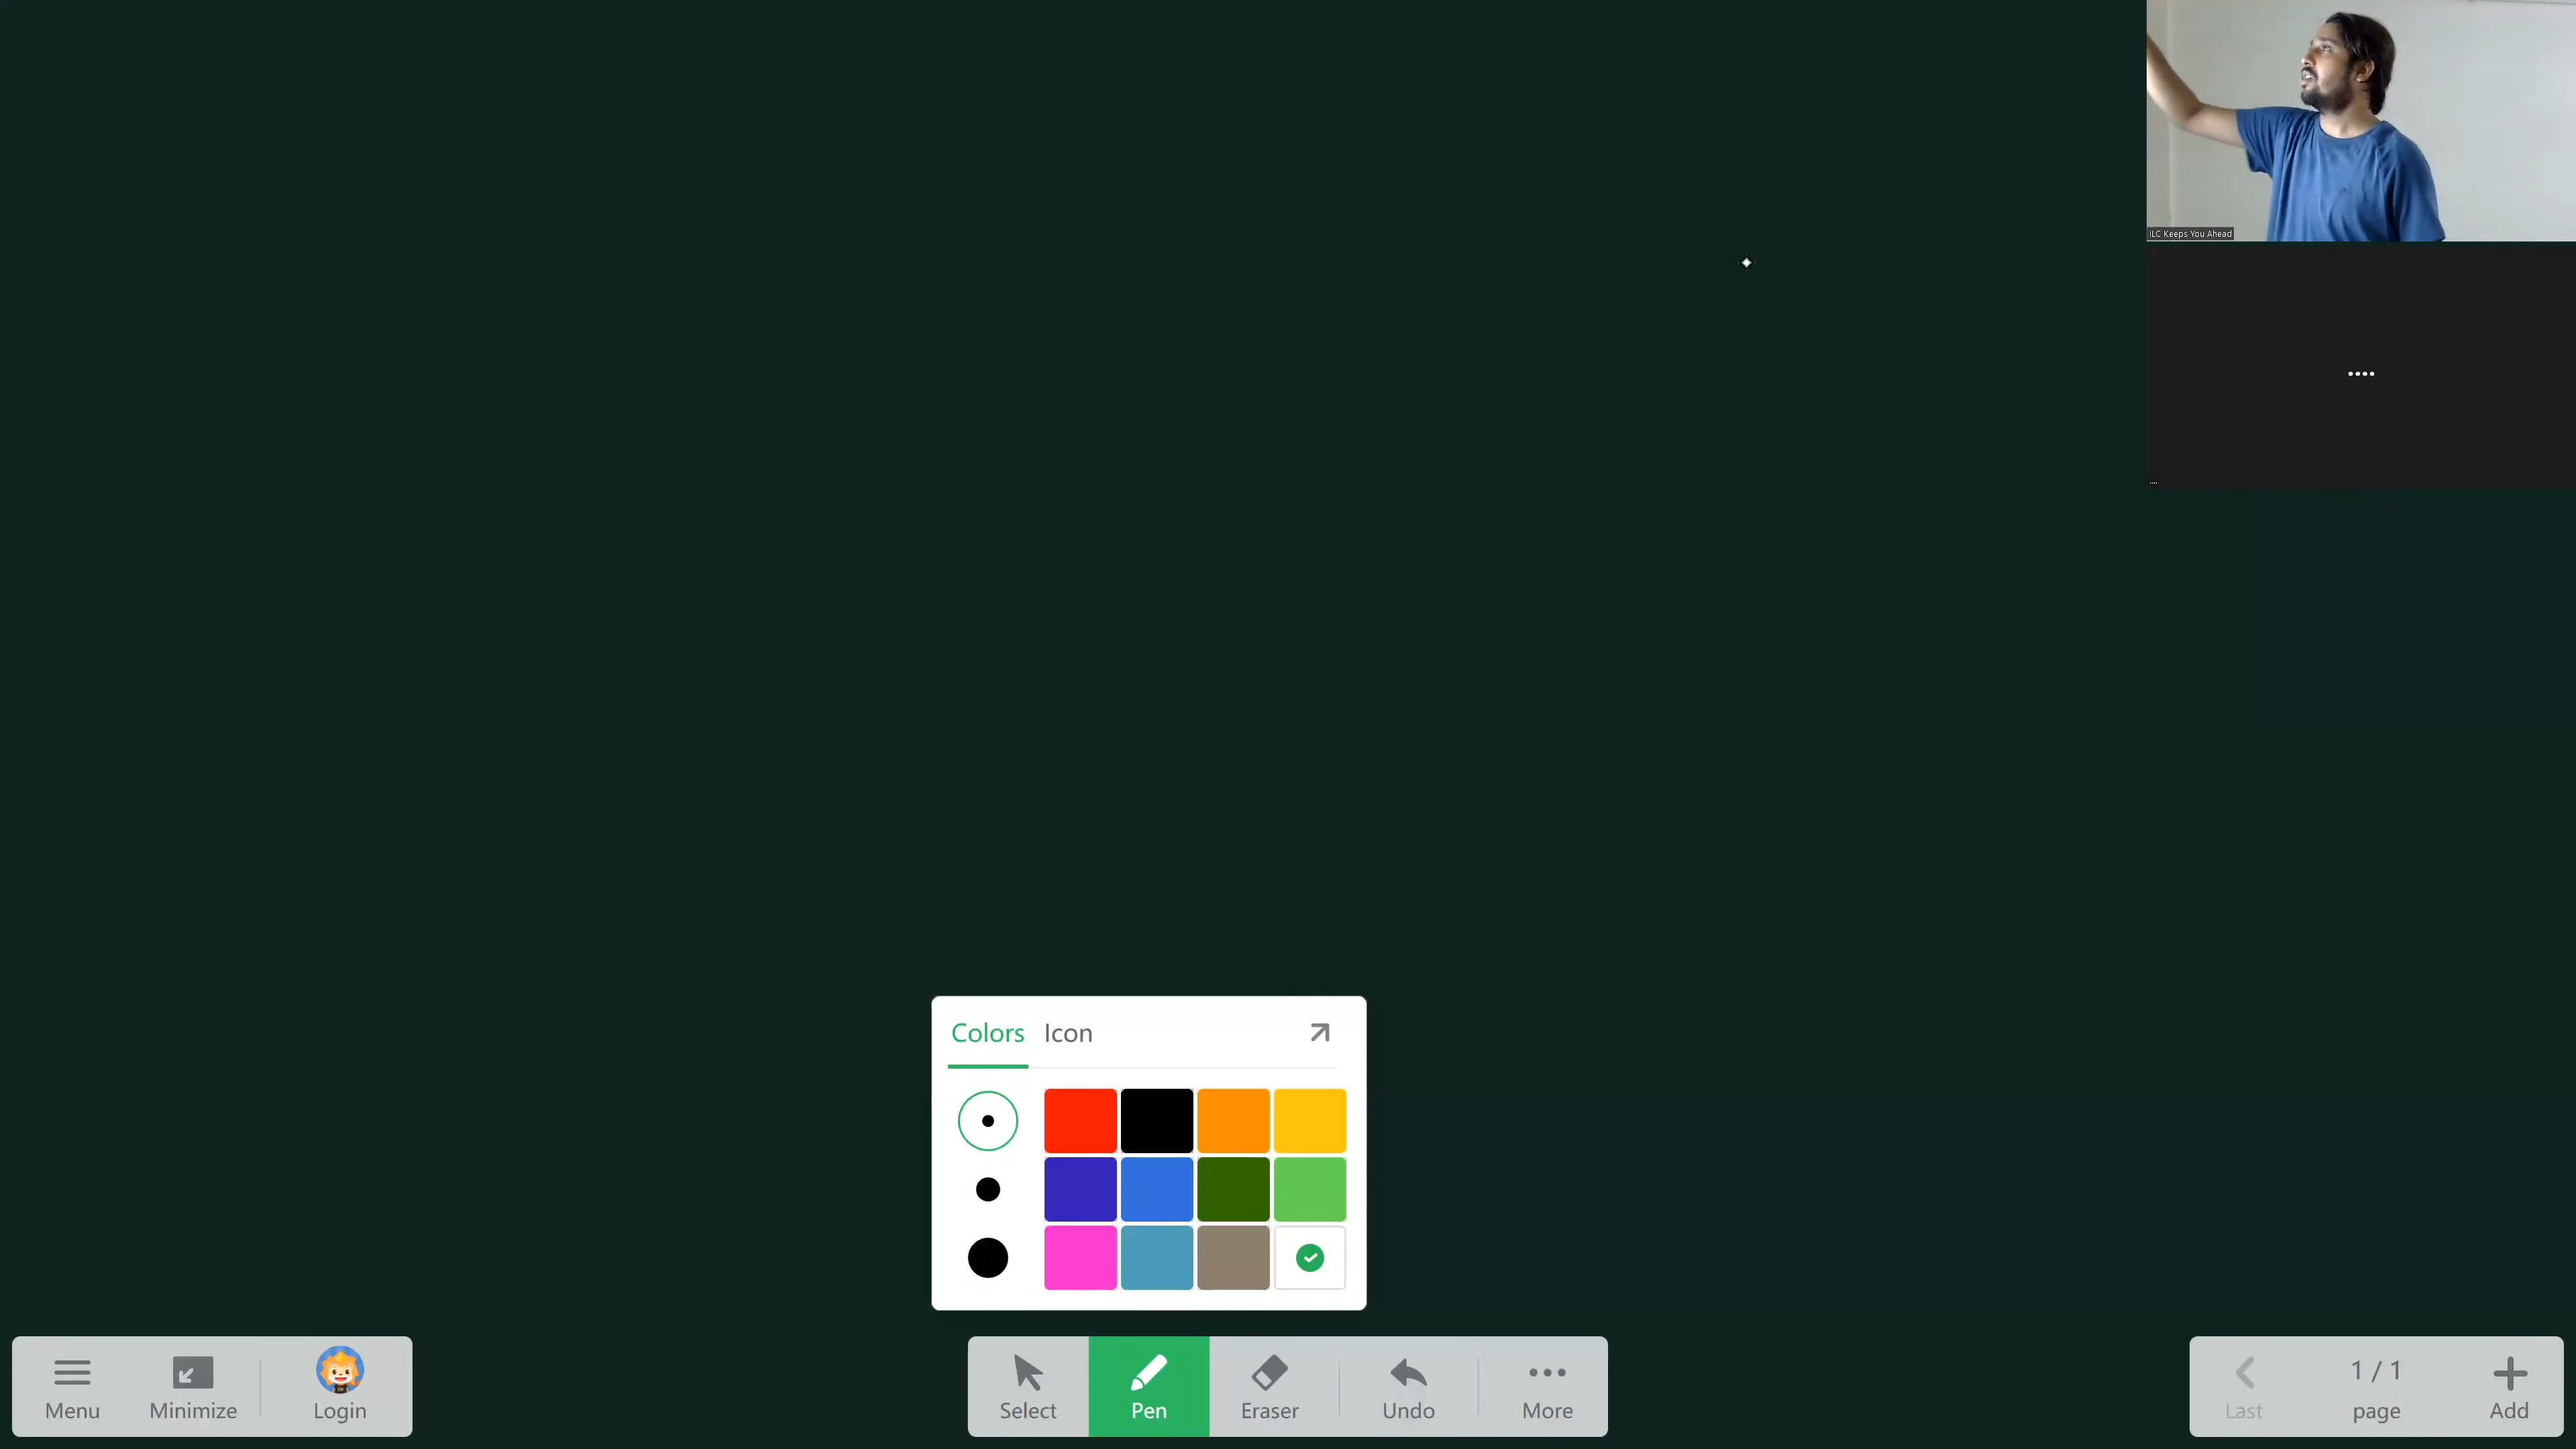 ILC Keeps You Ahead
....
....
Colors Icon
Menu Minimize Login
Select Pen Eraser Undo More
Last 1 / 1 page Add